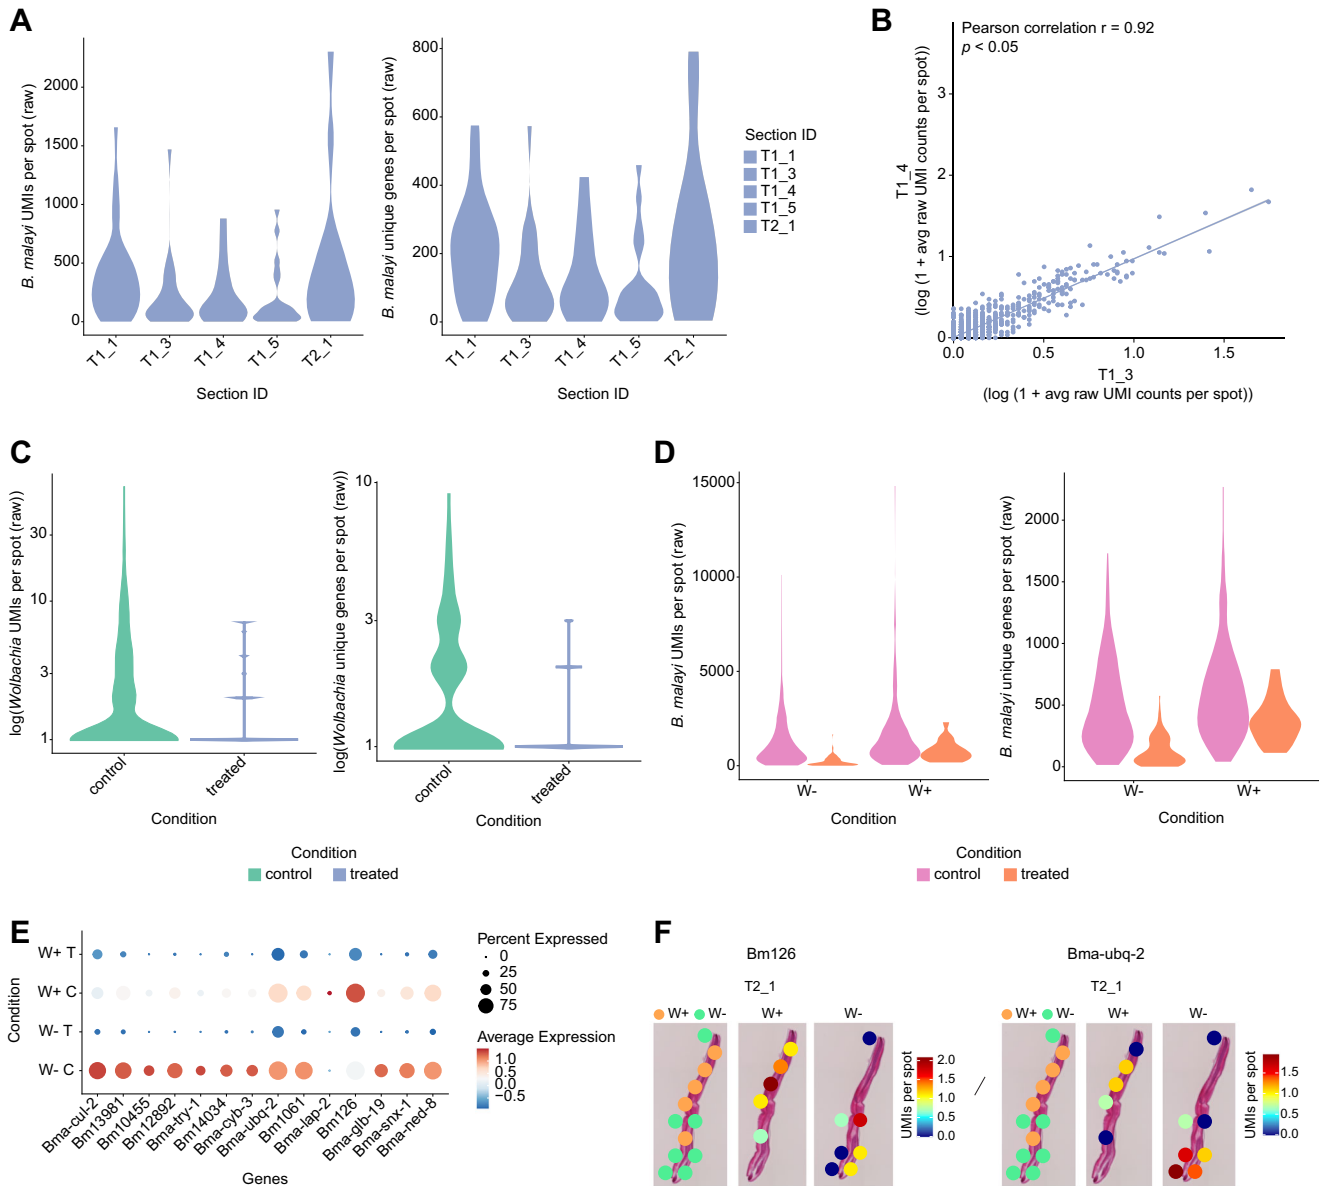 A
B. malayi UMIs per spot (raw)
2000
1500
1000
500
0
T1_1
T1_3
T1_4
T1_5
T2_1
Section ID
B. malayi unique genes per spot (raw)
800
600
400
200
0
T1_1
T1_3
T1_4
T1_5
T2_1
Section ID
Section ID
T1_1
T1_3
T1_4
T1_5
T2_1
B
Pearson correlation r = 0.92
p < 0.05
T1_4
(log (1 + avg raw UMI counts per spot))
3
2
1
0
0.0
0.5
1.0
1.5
T1_3
(log (1 + avg raw UMI counts per spot))
C
log(Wolbachia UMIs per spot (raw))
30
10
3
1
control
treated
Condition
log(Wolbachia unique genes per spot (raw))
10
3
1
control
treated
Condition
Condition
control
treated
D
B. malayi UMIs per spot (raw)
15000
10000
5000
0
W-
W+
Condition
B. malayi unique genes per spot (raw)
2000
1500
1000
500
0
W-
W+
Condition
Condition
control
treated
E
Condition
W+ T
W+ C
W- T
W- C
Bma-cul-2
Bm13981
Bm10455
Bm12892
Bma-try-1
Bm14034
Bma-cyb-3
Bma-ubq-2
Bm1061
Bma-lap-2
Bm126
Bma-glb-19
Bma-snx-1
Bma-ned-8
Genes
Percent Expressed
0
25
50
75
Average Expression
1.0
0.5
0.0
−0.5
F
Bm126
T2_1
W+ W-
W+
W-
UMIs per spot
2.0
1.5
1.0
0.5
0.0
/
Bma-ubq-2
T2_1
W+ W-
W+
W-
UMIs per spot
1.5
1.0
0.5
0.0